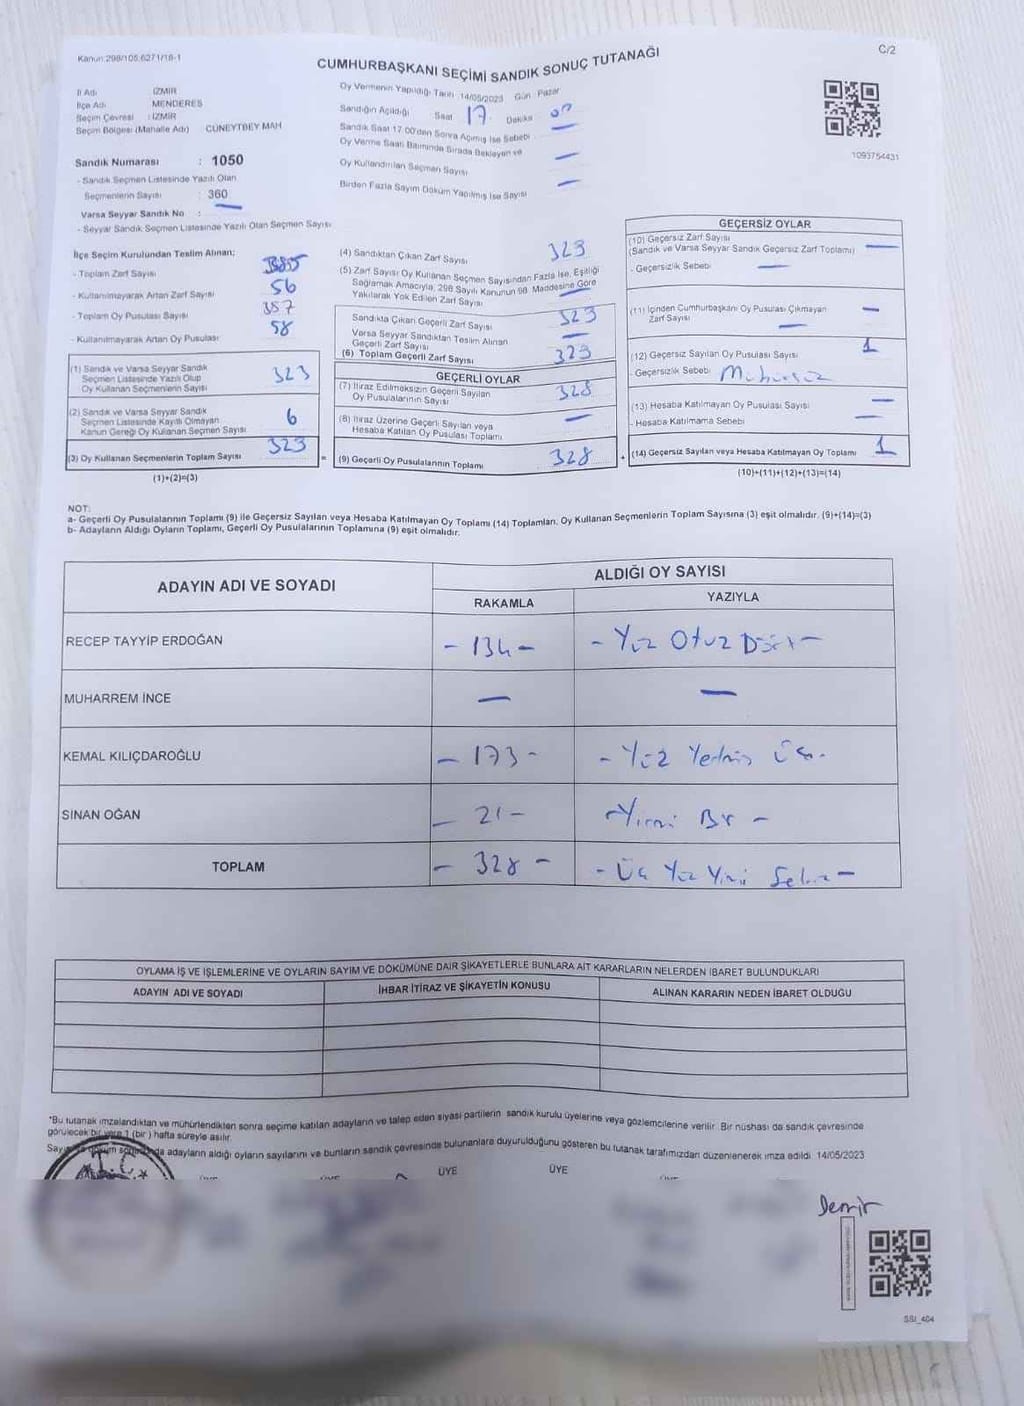 Kanun 298/105.6271/18-1
C/2
CUMHURBAŞKANI SEÇİMİ SANDIK SONUÇ TUTANAĞI
İl Adı : İZMİR
İlçe Adı : MENDERES
Seçim Çevresi : İZMİR
Seçim Bölgesi (Mahalle Adı) CÜNEYTBEY MAH
Sandık Numarası : 1050
- Sandık Seçmen Listesinde Yazılı Olan
Seçmenlerin Sayısı : 360
Varsa Seyyar Sandık No : —
- Seyyar Sandık Seçmen Listesinde Yazılı Olan Seçmen Sayısı
Oy Vermenin Yapıldığı Tarih 14/05/2023 Gün Pazar
Sandığın Açıldığı Saat 17 Dakika 00
Sandık Saat 17.00'den Sonra Açılmış İse Sebebi —
Oy Verme Saati Bitiminde Sırada Bekleyen ve
Oy Kullandırılan Seçmen Sayısı —
Birden Fazla Sayım Döküm Yapılmış İse Sayısı —
1093754431
İlçe Seçim Kurulundan Teslim Alınan;
- Toplam Zarf Sayısı
- Kullanılmayarak Artan Zarf Sayısı 56
- Toplam Oy Pusulası Sayısı 387
- Kullanılmayarak Artan Oy Pusulası 58
(1) Sandık ve Varsa Seyyar Sandık
Seçmen Listesinde Yazılı Olup
Oy Kullanan Seçmenlerin Sayısı 323
(2) Sandık ve Varsa Seyyar Sandık
Seçmen Listesinde Kayıtlı Olmayan
Kanun Gereği Oy Kullanan Seçmen Sayısı 6
(3) Oy Kullanan Seçmenlerin Toplam Sayısı 323
(1)+(2)=(3)
(4) Sandıktan Çıkan Zarf Sayısı 323
(5) Zarf Sayısı Oy Kullanan Seçmen Sayısından Fazla İse, Eşitliği
Sağlamak Amacıyla, 298 Sayılı Kanunun 98. Maddesine Göre
Yakılarak Yok Edilen Zarf Sayısı —
Sandıkta Çıkan Geçerli Zarf Sayısı 323
Varsa Seyyar Sandıktan Teslim Alınan
Geçerli Zarf Sayısı —
(6) Toplam Geçerli Zarf Sayısı 323
GEÇERLİ OYLAR
(7) İtiraz Edilmeksizin Geçerli Sayılan
Oy Pusulalarının Sayısı 328
(8) İtiraz Üzerine Geçerli Sayılan veya
Hesaba Katılan Oy Pusulası Toplamı —
= (9) Geçerli Oy Pusulalarının Toplamı 328
GEÇERSİZ OYLAR
(10) Geçersiz Zarf Sayısı
(Sandık ve Varsa Seyyar Sandık Geçersiz Zarf Toplamı) —
- Geçersizlik Sebebi —
(11) İçinden Cumhurbaşkanı Oy Pusulası Çıkmayan
Zarf Sayısı —
(12) Geçersiz Sayılan Oy Pusulası Sayısı 1
- Geçersizlik Sebebi Mühürsüz
(13) Hesaba Katılmayan Oy Pusulası Sayısı —
- Hesaba Katılmama Sebebi —
+ (14) Geçersiz Sayılan veya Hesaba Katılmayan Oy Toplamı 1
(10)+(11)+(12)+(13)=(14)
NOT:
a- Geçerli Oy Pusulalarının Toplamı (9) ile Geçersiz Sayılan veya Hesaba Katılmayan Oy Toplamı (14) Toplamları, Oy Kullanan Seçmenlerin Toplam Sayısına (3) eşit olmalıdır. (9)+(14)=(3)
b- Adayların Aldığı Oyların Toplamı, Geçerli Oy Pusulalarının Toplamına (9) eşit olmalıdır.
ADAYIN ADI VE SOYADI
ALDIĞI OY SAYISI
RAKAMLA YAZIYLA
RECEP TAYYİP ERDOĞAN - 134 - - Yüz Otuz Dört -
MUHARREM İNCE — —
KEMAL KILIÇDAROĞLU - 173 - - Yüz Yetmiş Üç -
SİNAN OĞAN - 21 - - Yirmi Bir -
TOPLAM - 328 - - Üç Yüz Yirmi Sekiz -
OYLAMA İŞ VE İŞLEMLERİNE VE OYLARIN SAYIM VE DÖKÜMÜNE DAİR ŞİKAYETLERLE BUNLARA AİT KARARLARIN NELERDEN İBARET BULUNDUKLARI
ADAYIN ADI VE SOYADI İHBAR İTİRAZ VE ŞİKAYETİN KONUSU ALINAN KARARIN NEDEN İBARET OLDUĞU
*Bu tutanak imzalandıktan ve mühürlendikten sonra seçime katılan adayların ve talep eden siyasi partilerin sandık kurulu üyelerine veya gözlemcilerine verilir. Bir nüshası da sandık çevresinde
görülecek bir yere 1 (bir) hafta süreyle asılır.
Sayım döküm sonucunda adayların aldığı oyların sayılarını ve bunların sandık çevresinde bulunanlara duyurulduğunu gösteren bu tutanak tarafımızdan düzenlenerek imza edildi. 14/05/2023
ÜYE ÜYE
T.C.
Demir
SSI_404